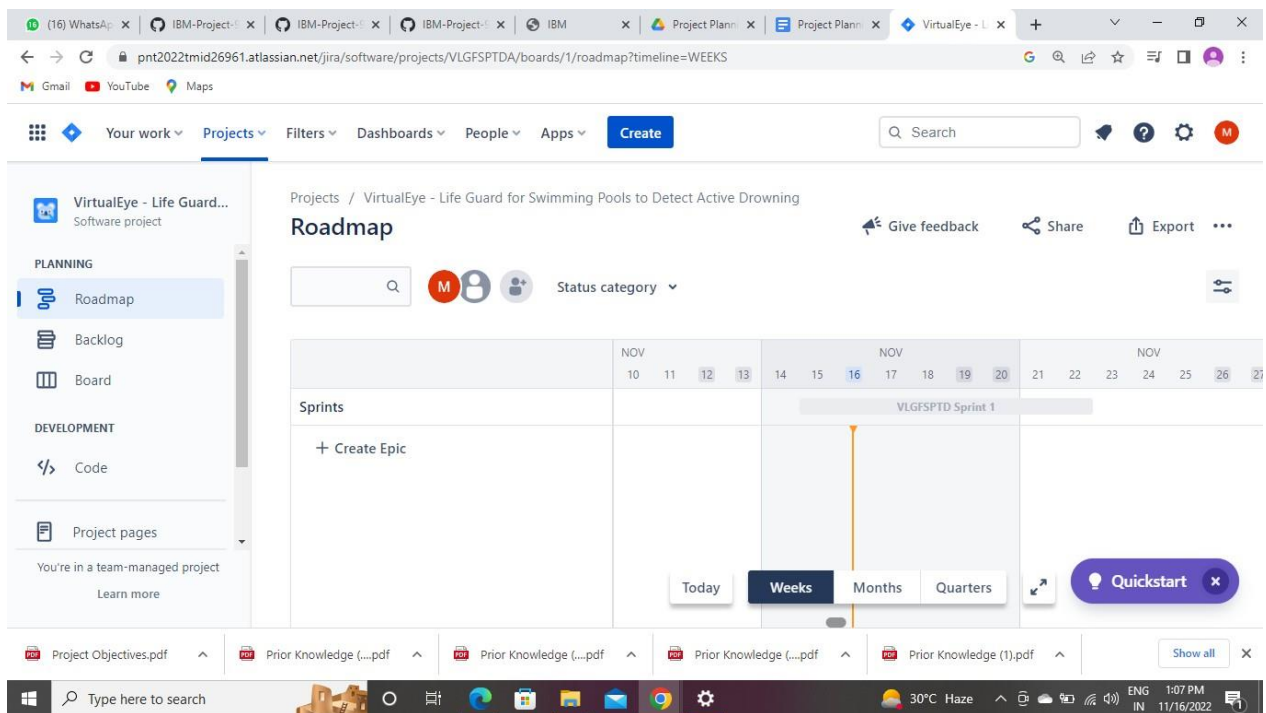 (16) WhatsAp
IBM-Project-
IBM-Project-
IBM-Project-
IBM
Project Plann
Project Plann
VirtualEye - L
pnt2022tmid26961.atlassian.net/jira/software/projects/VLGFSPTDA/boards/1/roadmap?timeline=WEEKS
Gmail YouTube Maps
Your work Projects Filters Dashboards People Apps Create Search M
VirtualEye - Life Guard...
Software project
PLANNING
Roadmap
Backlog
Board
DEVELOPMENT
Code
Project pages
You're in a team-managed project
Learn more
Projects / VirtualEye - Life Guard for Swimming Pools to Detect Active Drowning
Roadmap
Give feedback Share Export
M Status category
NOV NOV NOV
10 11 12 13 14 15 16 17 18 19 20 21 22 23 24 25 26 27
Sprints VLGFSPTD Sprint 1
+ Create Epic
Today Weeks Months Quarters Quickstart
Project Objectives.pdf Prior Knowledge (....pdf Prior Knowledge (....pdf Prior Knowledge (....pdf Prior Knowledge (1).pdf Show all
Type here to search 30°C Haze ENG 1:07 PM
IN 11/16/2022